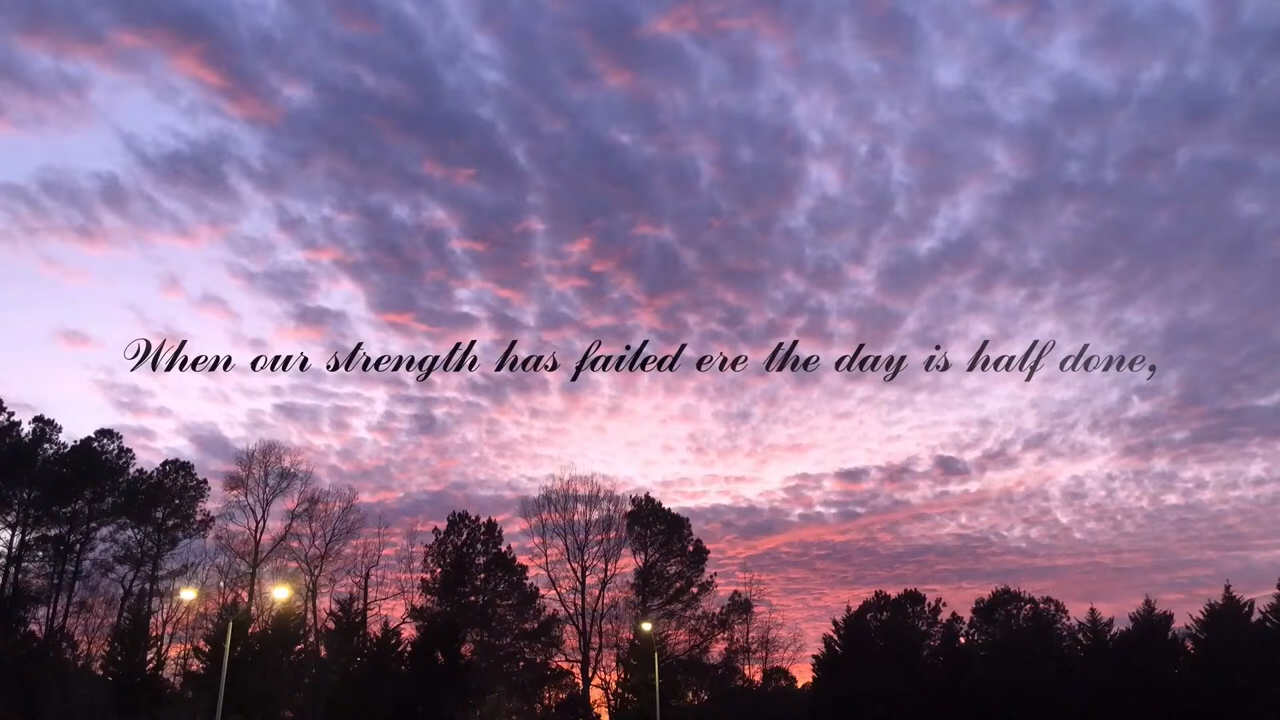 When our strength has failed ere the day is half done,